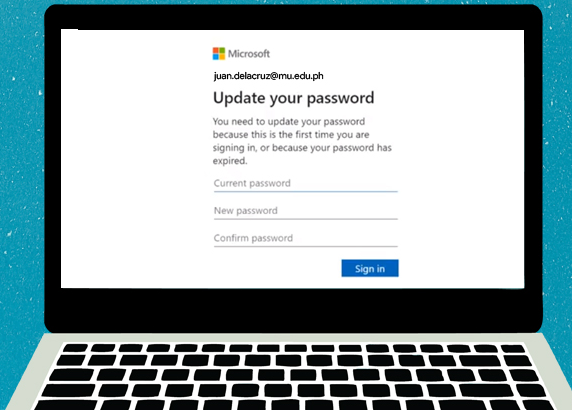 Microsoft
juan.delacruz@mu.edu.ph
Update your password
You need to update your password
because this is the first time you are
signing in, or because your password has
expired.
Current password
New password
Confirm password
Sign in